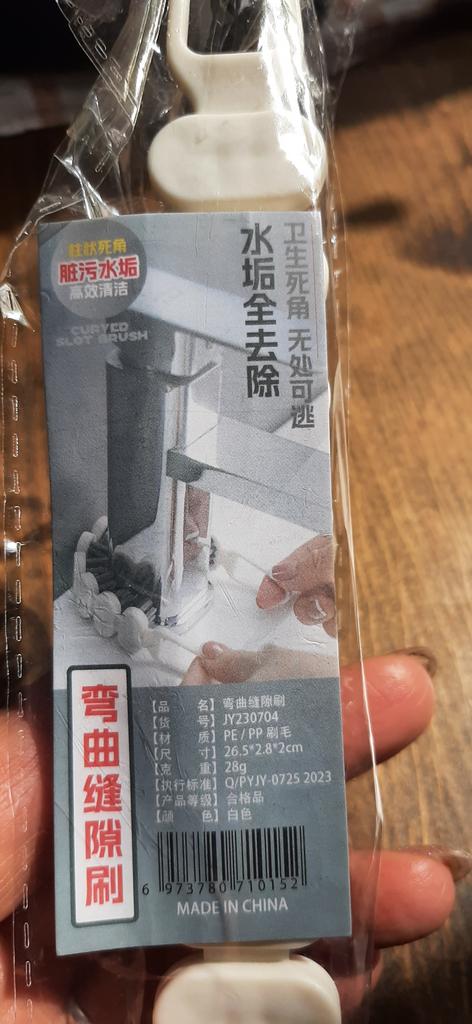 柱状死角
脏污水垢
高效清洁
CURVED
SLOT BRUSH
卫生死角 无处可逃
水垢全去除
弯曲缝隙刷
【品 名】弯曲缝隙刷
【货 号】JY230704
【材 质】PE / PP 刷毛
【尺 寸】26.5*2.8*2cm
【克 重】28g
【执行标准】Q/PYJY-0725 2023
【产品等级】合格品
【颜 色】白色
6 973780 710152
MADE IN CHINA